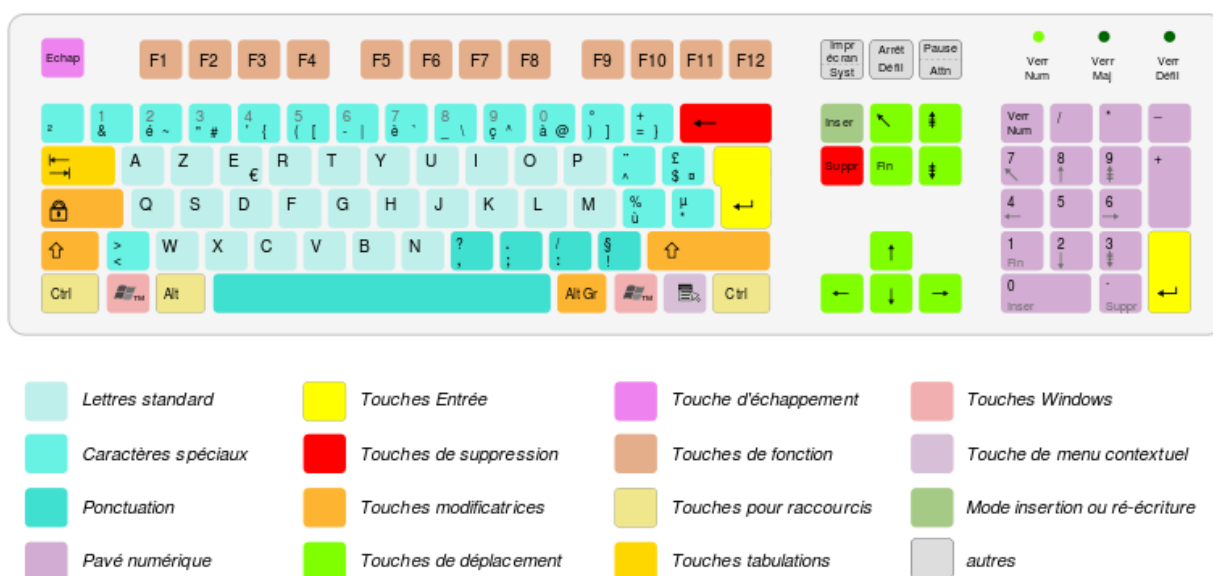 Echap F1 F2 F3 F4 F5 F6 F7 F8 F9 F10 F11 F12 Impr écran Syst Arrêt Défil Pause Attn Verr Num Verr Maj Verr Défil
² 1 & 2 é ~ 3 " # 4 ' { 5 ( [ 6 - | 7 è ` 8 _ \ 9 ç ^ 0 à @ ° ) ] + = } ← Inser ↖ ⇞ Verr Num / * −
A Z E € R T Y U I O P ¨ ^ £ $ ¤ Suppr Fin ⇟ 7 ↖ 8 ↑ 9 ⇞ +
Q S D F G H J K L M % ù µ * ↵ 4 ← 5 6 →
⇧ > < W X C V B N ? , . ; / : § ! ⇧ ↑ 1 Fin 2 ↓ 3 ⇟
Ctrl TM Alt Alt Gr TM Ctrl ← ↓ → 0 Inser . Suppr ↵
Lettres standard Touches Entrée Touche d'échappement Touches Windows
Caractères spéciaux Touches de suppression Touches de fonction Touche de menu contextuel
Ponctuation Touches modificatrices Touches pour raccourcis Mode insertion ou ré-écriture
Pavé numérique Touches de déplacement Touches tabulations autres